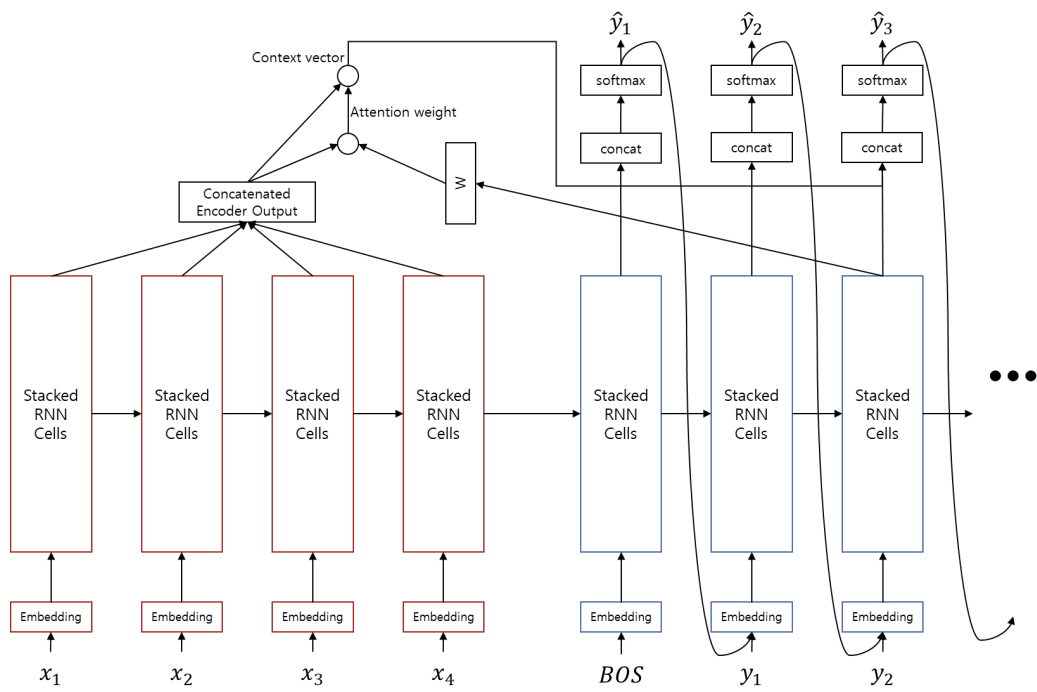 ŷ₁ ŷ₂ ŷ₃
Context vector
softmax softmax softmax
Attention weight
concat concat concat
W
Concatenated
Encoder Output
Stacked Stacked Stacked Stacked Stacked Stacked Stacked
RNN RNN RNN RNN RNN RNN RNN
Cells Cells Cells Cells Cells Cells Cells
Embedding Embedding Embedding Embedding Embedding Embedding Embedding
x₁ x₂ x₃ x₄ BOS y₁ y₂